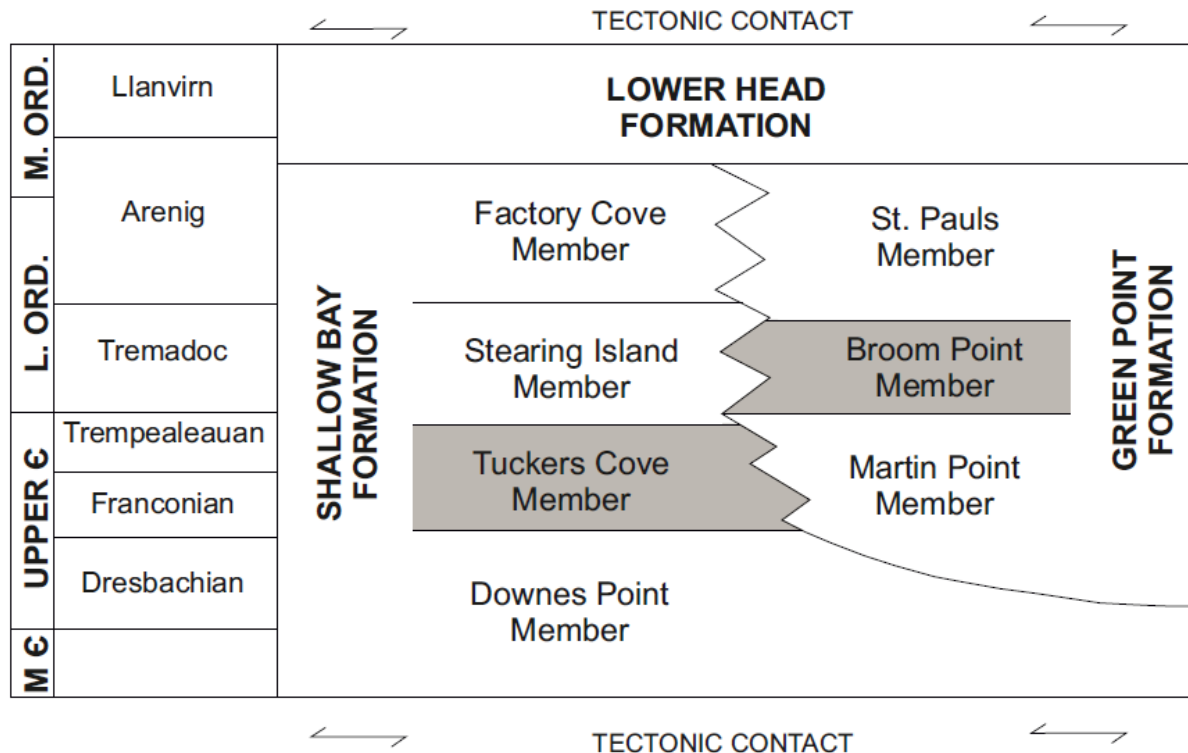 TECTONIC CONTACT
M. ORD.
L. ORD.
UPPER Є
M Є
Llanvirn
Arenig
Tremadoc
Trempealeauan
Franconian
Dresbachian
LOWER HEAD
FORMATION
SHALLOW BAY
FORMATION
Factory Cove
Member
Stearing Island
Member
Tuckers Cove
Member
Downes Point
Member
St. Pauls
Member
Broom Point
Member
Martin Point
Member
GREEN POINT
FORMATION
TECTONIC CONTACT